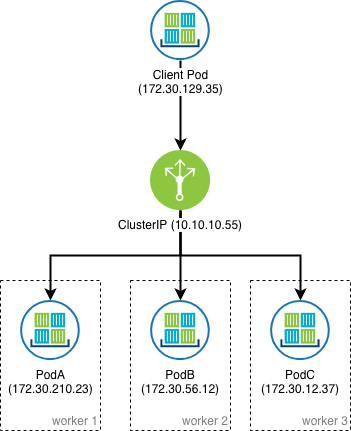 Client Pod
(172.30.129.35)
ClusterIP (10.10.10.55)
PodA
(172.30.210.23)
worker 1
PodB
(172.30.56.12)
worker 2
PodC
(172.30.12.37)
worker 3